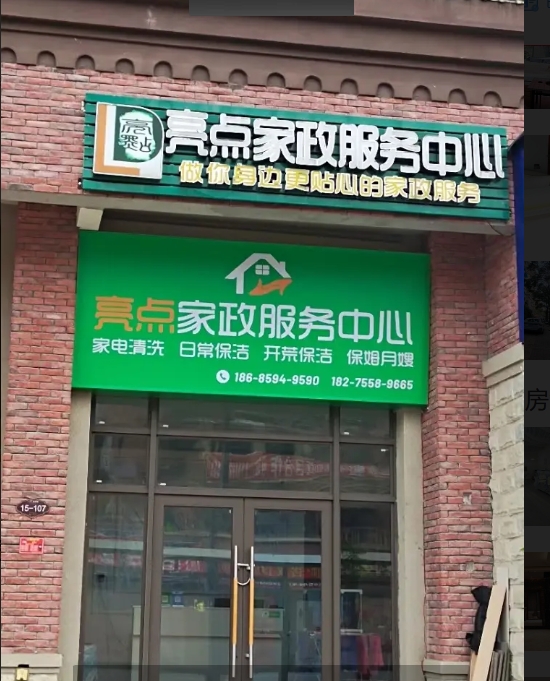 亮点
亮点家政服务中心
做你身边更贴心的家政服务
亮点家政服务中心
家电清洗 日常保洁 开荒保洁 保姆月嫂
186-8594-9590 182-7558-9665
15-107
房